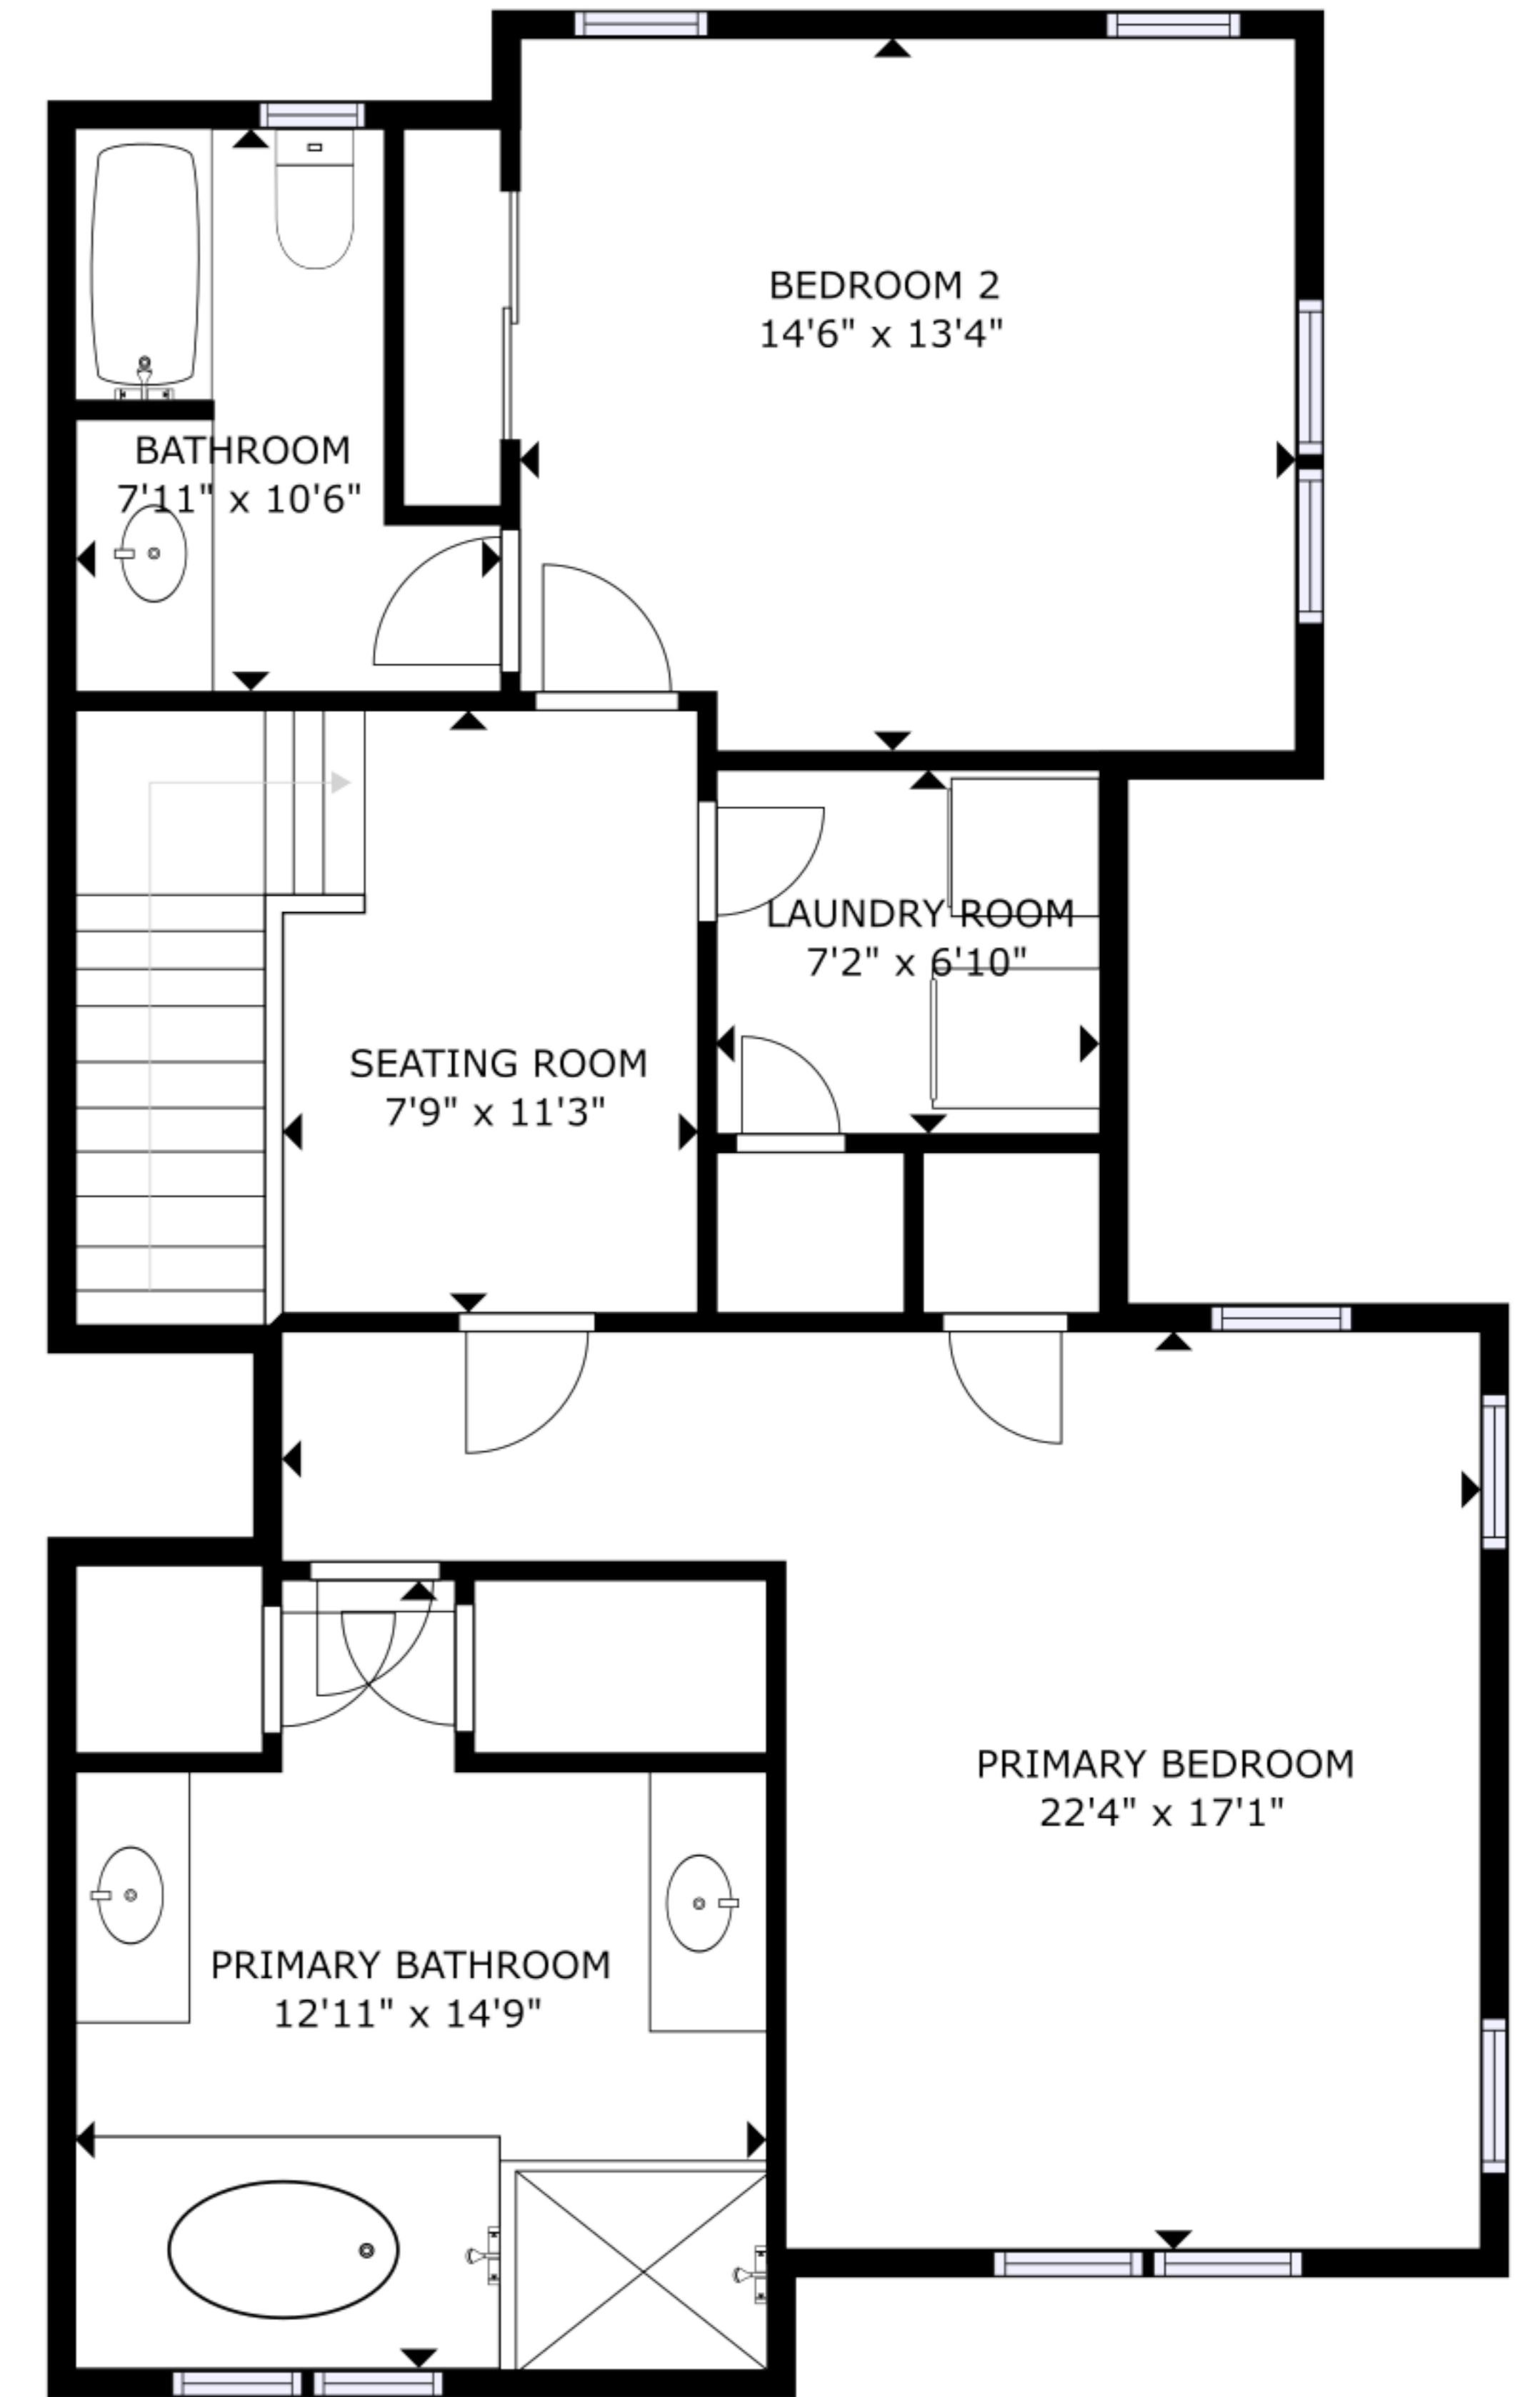 BEDROOM 2
14'6" x 13'4"
BATHROOM
7'11" x 10'6"
LAUNDRY ROOM
7'2" x 6'10"
SEATING ROOM
7'9" x 11'3"
PRIMARY BEDROOM
22'4" x 17'1"
PRIMARY BATHROOM
12'11" x 14'9"